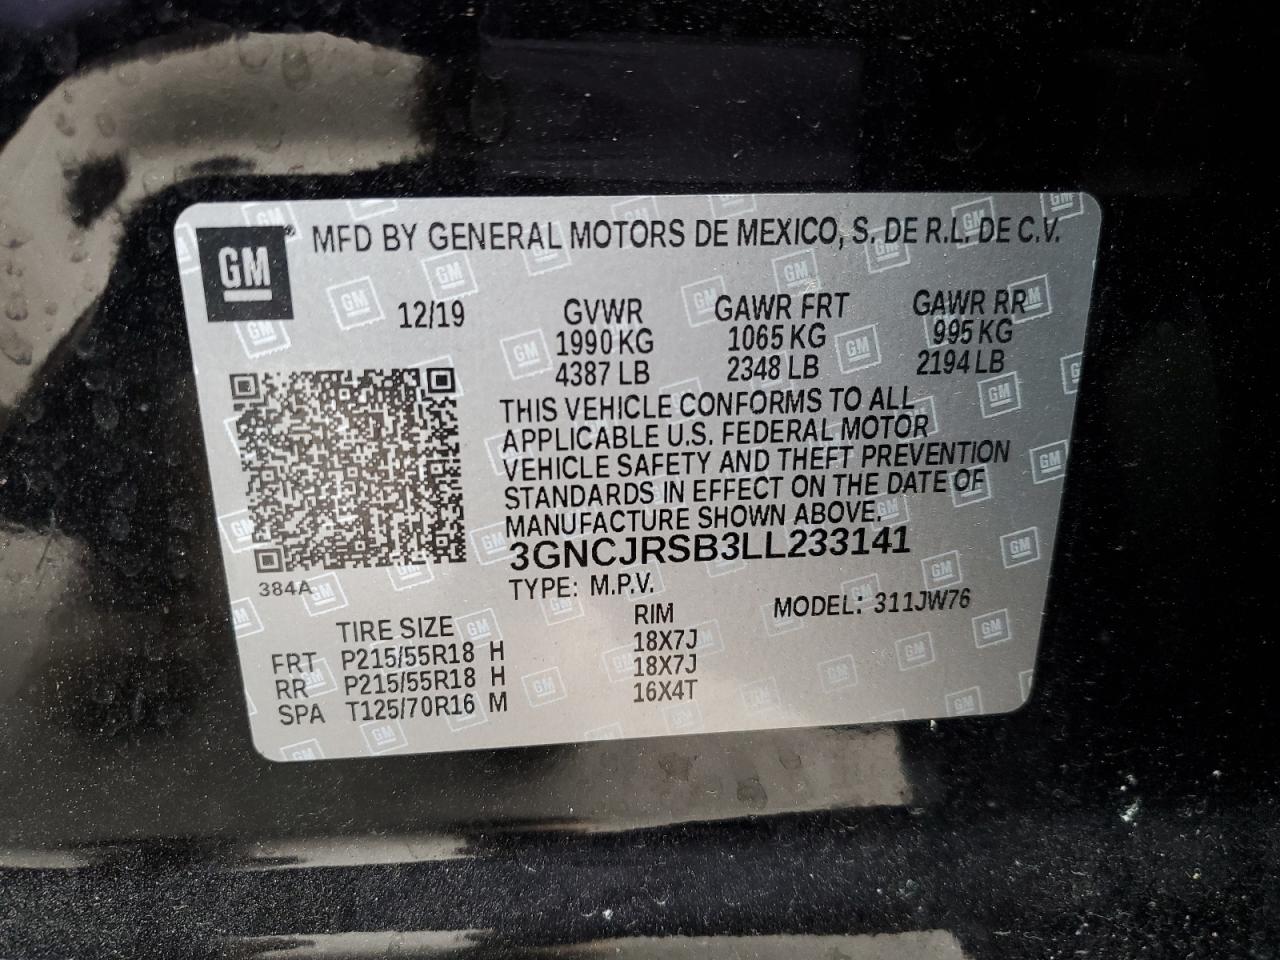 GM® MFD BY GENERAL MOTORS DE MEXICO, S. DE R.L. DE C.V.
12/19 GVWR GAWR FRT GAWR RR
1990 KG 1065 KG 995 KG
4387 LB 2348 LB 2194 LB
THIS VEHICLE CONFORMS TO ALL
APPLICABLE U.S. FEDERAL MOTOR
VEHICLE SAFETY AND THEFT PREVENTION
STANDARDS IN EFFECT ON THE DATE OF
MANUFACTURE SHOWN ABOVE.
3GNCJRSB3LL233141
384A TYPE: M.P.V. MODEL: 311JW76
TIRE SIZE RIM
FRT P215/55R18 H 18X7J
RR P215/55R18 H 18X7J
SPA T125/70R16 M 16X4T